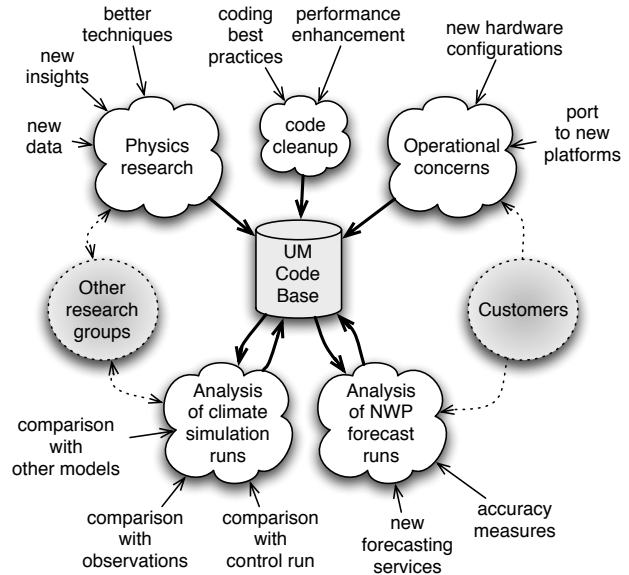 better
techniques
coding
best
practices
performance
enhancement
new hardware
configurations
new
insights
new
data
port
to new
platforms
Physics
research
code
cleanup
Operational
concerns
UM
Code
Base
Other
research
groups
Customers
Analysis
of climate
simulation
runs
Analysis
of NWP
forecast
runs
comparison
with
other models
comparison
with
observations
comparison
with
control run
new
forecasting
services
accuracy
measures